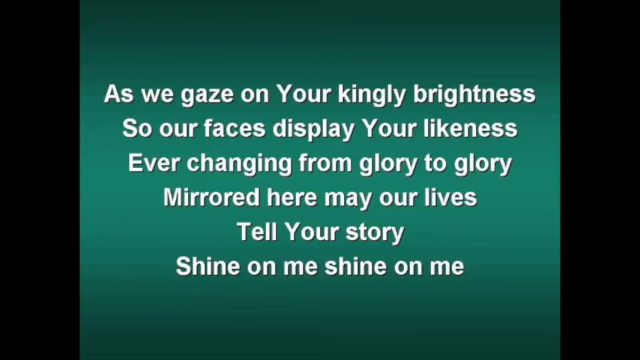 As we gaze on Your kingly brightness
So our faces display Your likeness
Ever changing from glory to glory
Mirrored here may our lives
Tell Your story
Shine on me shine on me